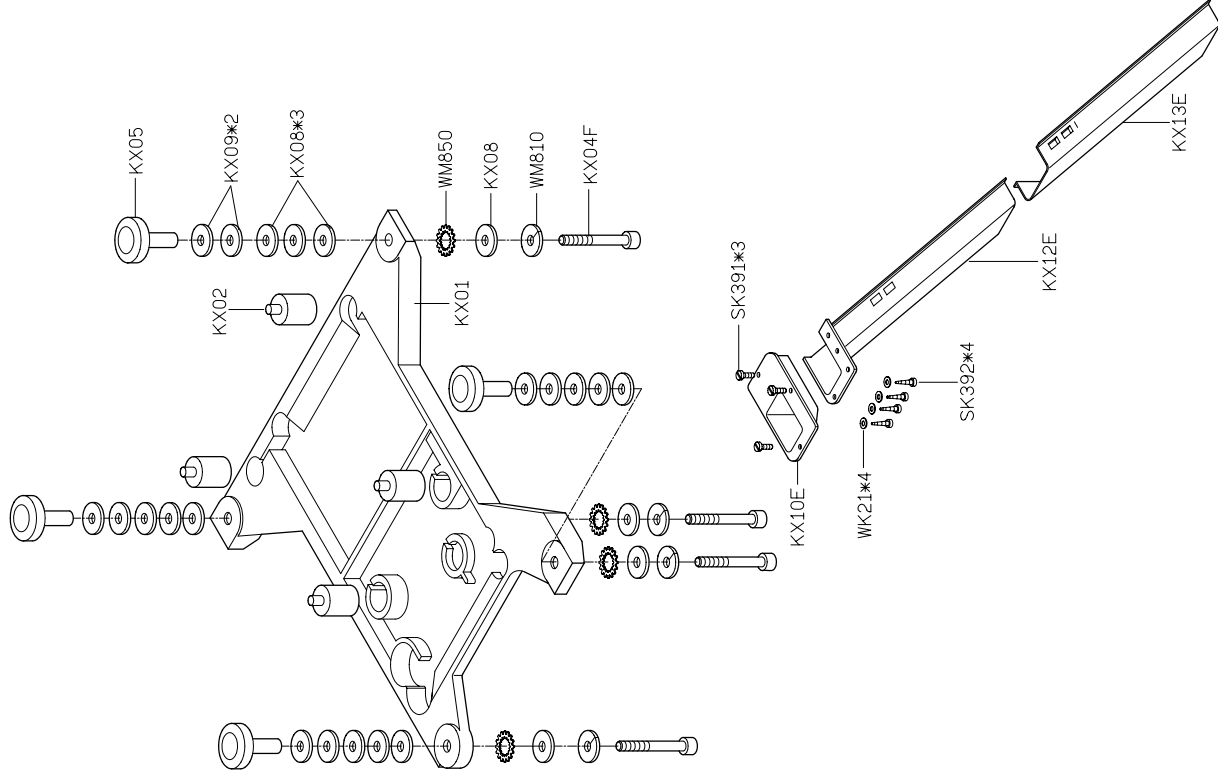 KX05
KX09*2
KX08*3
WM850
KX08
WM810
KX04F
KX02
KX01
SK391*3
KX13E
KX12E
SK392*4
WK21*4
KX10E